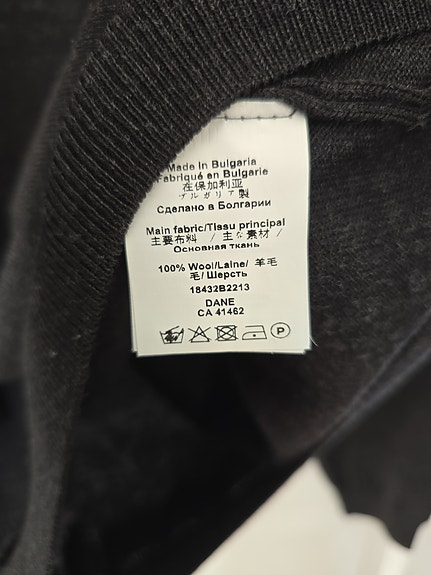 Made in Bulgaria
Fabriqué en Bulgarie
在保加利亚
ブルガリア製
Сделано в Болгарии
Main fabric/Tissu principal
主要布料 / 主な素材 /
Основная ткань
100% Wool/Laine/ 羊毛
毛/ Шерсть
18432B2213
DANE
CA 41462
P